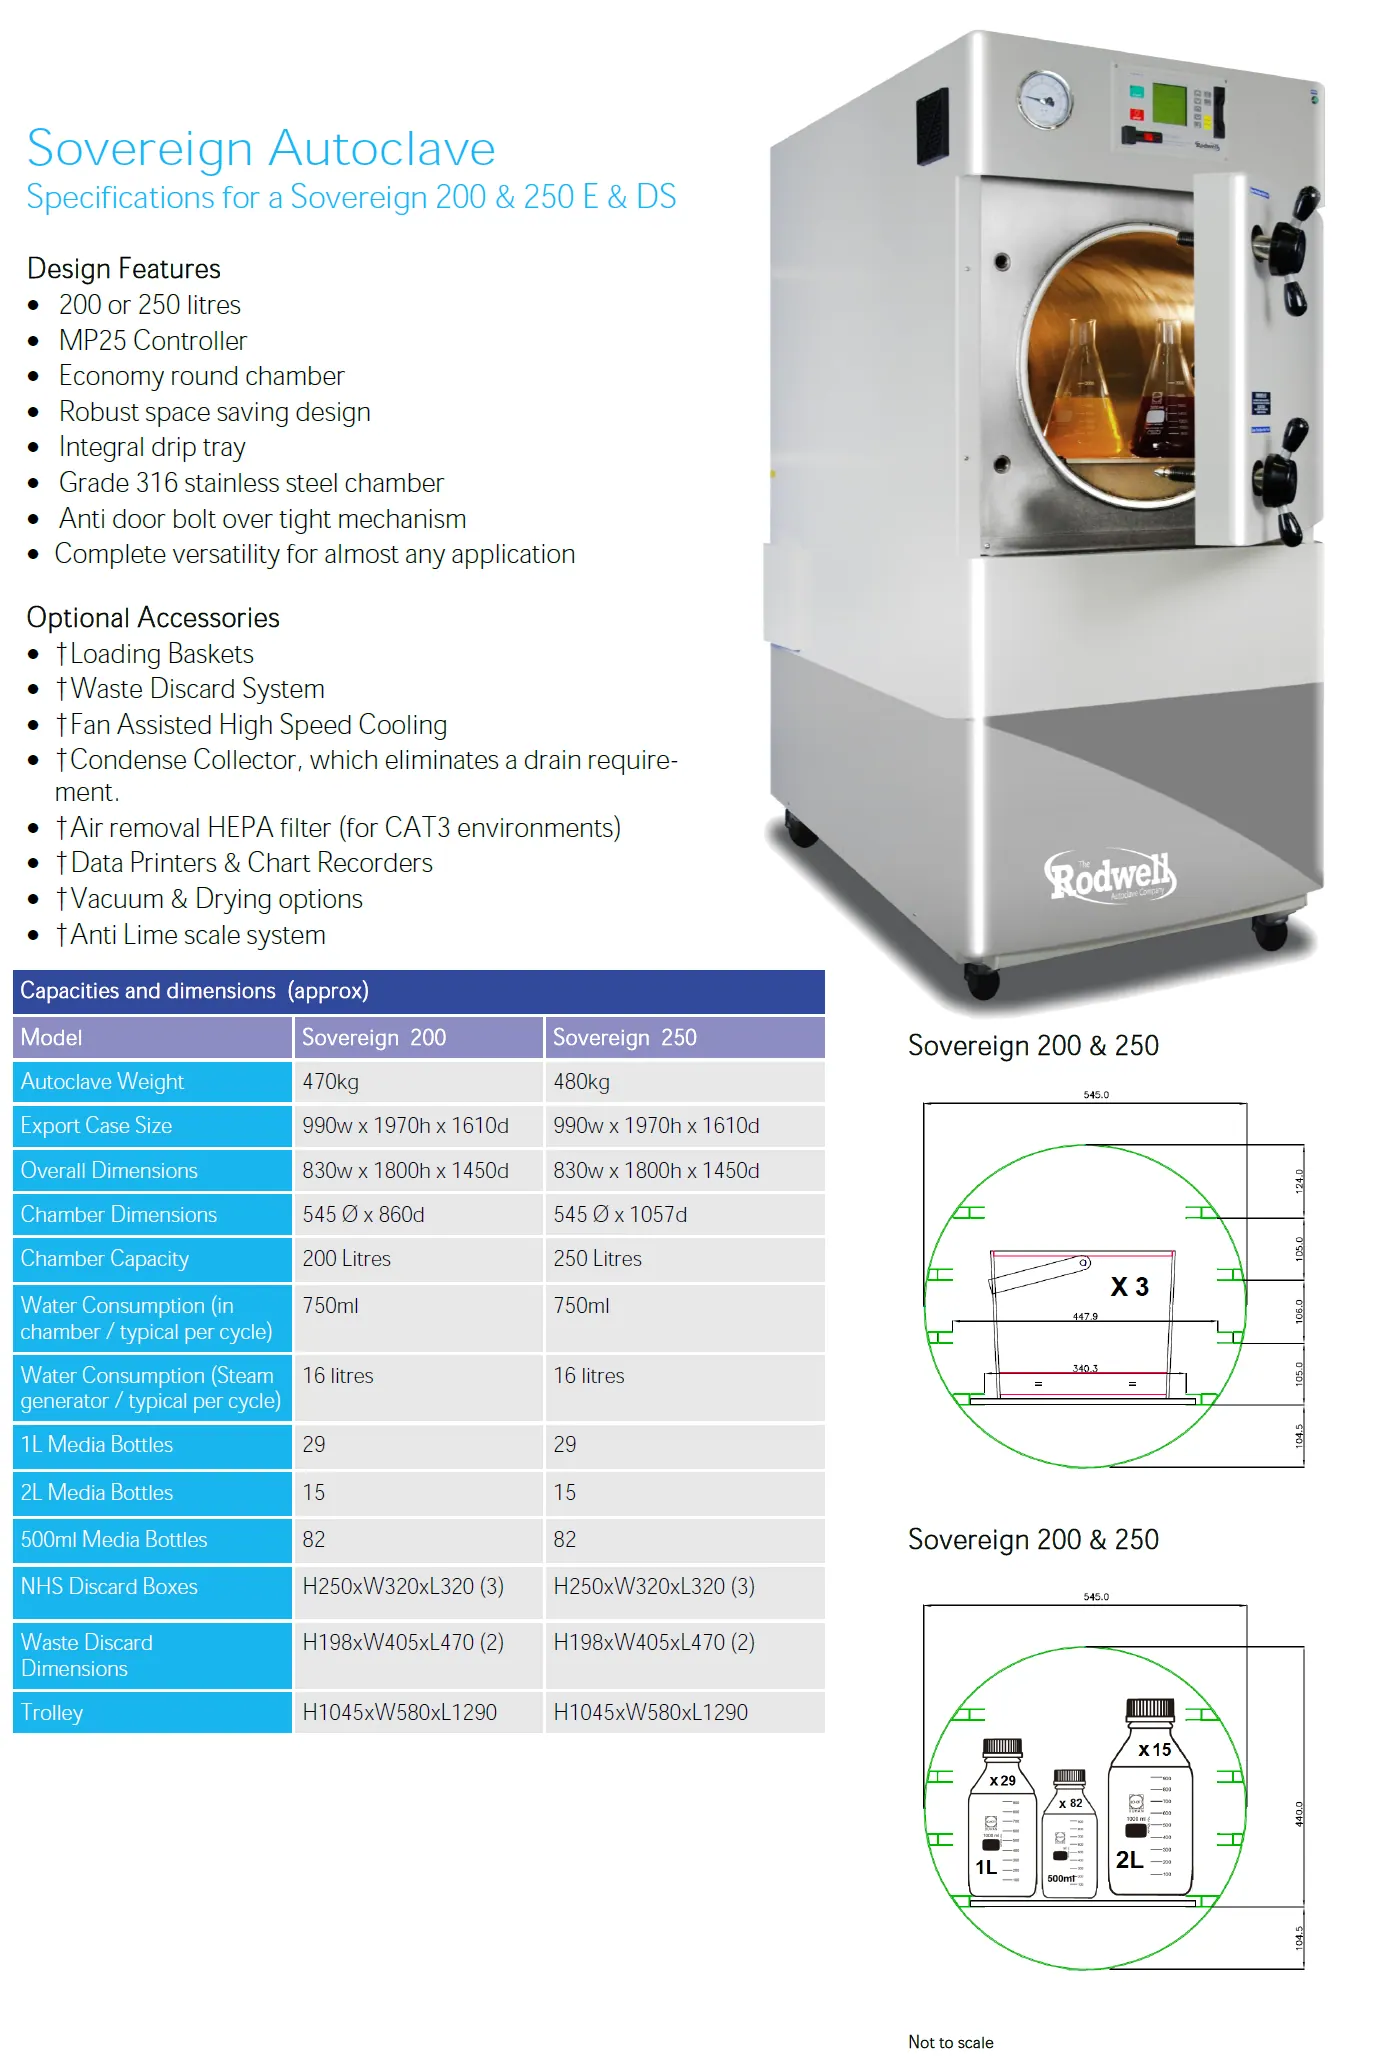 Sovereign Autoclave
Specifications for a Sovereign 200 & 250 E & DS
Design Features
• 200 or 250 litres
• MP25 Controller
• Economy round chamber
• Robust space saving design
• Integral drip tray
• Grade 316 stainless steel chamber
• Anti door bolt over tight mechanism
• Complete versatility for almost any application
Optional Accessories
• †Loading Baskets
• †Waste Discard System
• †Fan Assisted High Speed Cooling
• †Condense Collector, which eliminates a drain require-
ment.
• †Air removal HEPA filter (for CAT3 environments)
• †Data Printers & Chart Recorders
• †Vacuum & Drying options
• †Anti Lime scale system
The
Rodwell
Autoclave Company
Rodwell
Capacities and dimensions (approx)
Model Sovereign 200 Sovereign 250
Autoclave Weight 470kg 480kg
Export Case Size 990w x 1970h x 1610d 990w x 1970h x 1610d
Overall Dimensions 830w x 1800h x 1450d 830w x 1800h x 1450d
Chamber Dimensions 545 Ø x 860d 545 Ø x 1057d
Chamber Capacity 200 Litres 250 Litres
Water Consumption (in
chamber / typical per cycle) 750ml 750ml
Water Consumption (Steam
generator / typical per cycle) 16 litres 16 litres
1L Media Bottles 29 29
2L Media Bottles 15 15
500ml Media Bottles 82 82
NHS Discard Boxes H250xW320xL320 (3) H250xW320xL320 (3)
Waste Discard
Dimensions H198xW405xL470 (2) H198xW405xL470 (2)
Trolley H1045xW580xL1290 H1045xW580xL1290
Sovereign 200 & 250
545.0
124.0
105.0
106.0
105.0
104.5
X 3
447.9
340.3
= =
Sovereign 200 & 250
545.0
440.0
104.5
x 29
1000 ml
1L
x 82
500ml
x 15
1000 ml
2L
Not to scale